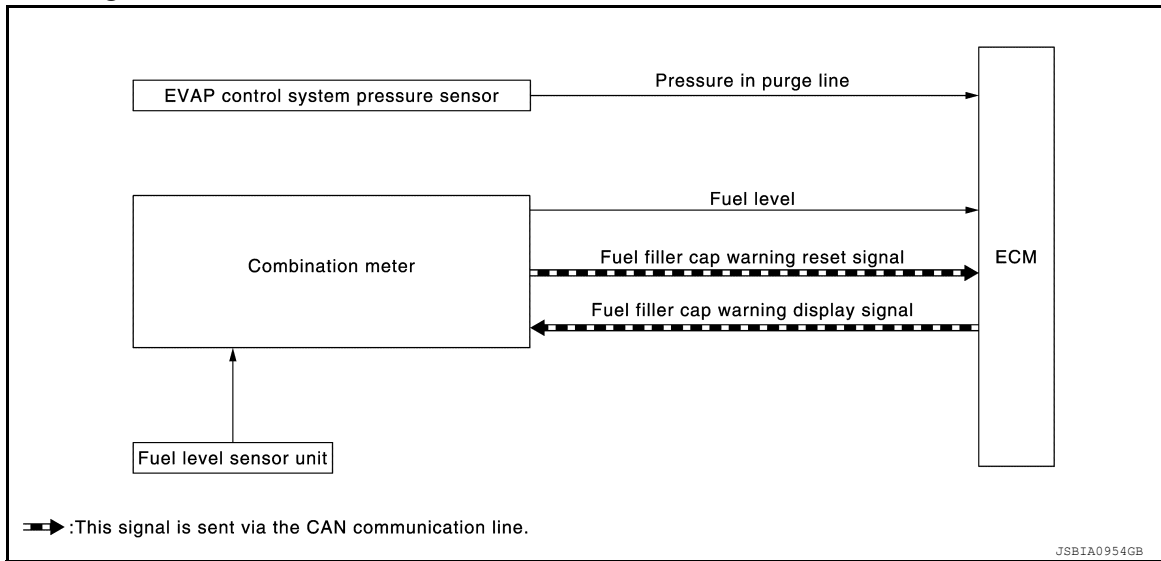 EVAP control system pressure sensor
Pressure in purge line
Combination meter
Fuel level
Fuel filler cap warning reset signal
Fuel filler cap warning display signal
ECM
Fuel level sensor unit
:This signal is sent via the CAN communication line.
JSBIA0954GB